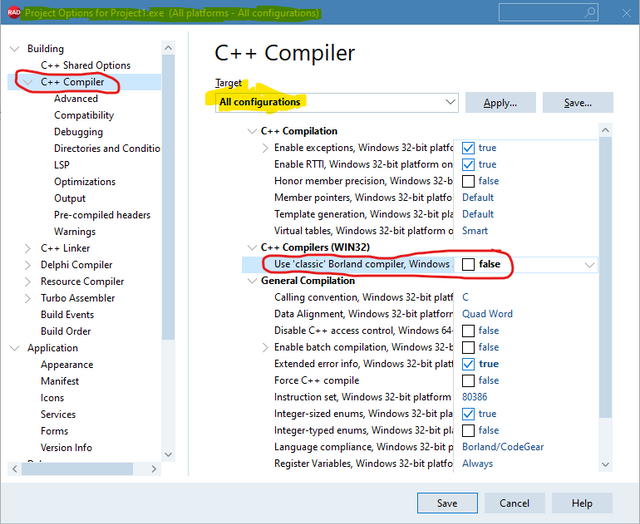 RAD Project Options for Project1.exe (All platforms - All configurations)
Building
C++ Shared Options
C++ Compiler
Advanced
Compatibility
Debugging
Directories and Conditio
LSP
Optimizations
Output
Pre-compiled headers
Warnings
C++ Linker
Delphi Compiler
Resource Compiler
Turbo Assembler
Build Events
Build Order
Application
Appearance
Manifest
Icons
Services
Forms
Version Info
C++ Compiler
Target
All configurations
Apply...
Save...
C++ Compilation
Enable exceptions, Windows 32-bit platf true
Enable RTTI, Windows 32-bit platform on true
Honor member precision, Windows 32-bit false
Member pointers, Windows 32-bit platfo Default
Template generation, Windows 32-bit pla Default
Virtual tables, Windows 32-bit platform o Smart
C++ Compilers (WIN32)
Use 'classic' Borland compiler, Windows false
General Compilation
Calling convention, Windows 32-bit platf C
Data Alignment, Windows 32-bit platforr Quad Word
Disable C++ access control, Windows 64- false
Enable batch compilation, Windows 32-b false
Extended error info, Windows 32-bit plat true
Force C++ compile false
Instruction set, Windows 32-bit platform 80386
Integer-sized enums, Windows 32-bit pla true
Integer-typed enums, Windows 32-bit pla false
Language compliance, Windows 32-bit pl Borland/CodeGear
Register Variables, Windows 32-bit platfo Always
Save
Cancel
Help